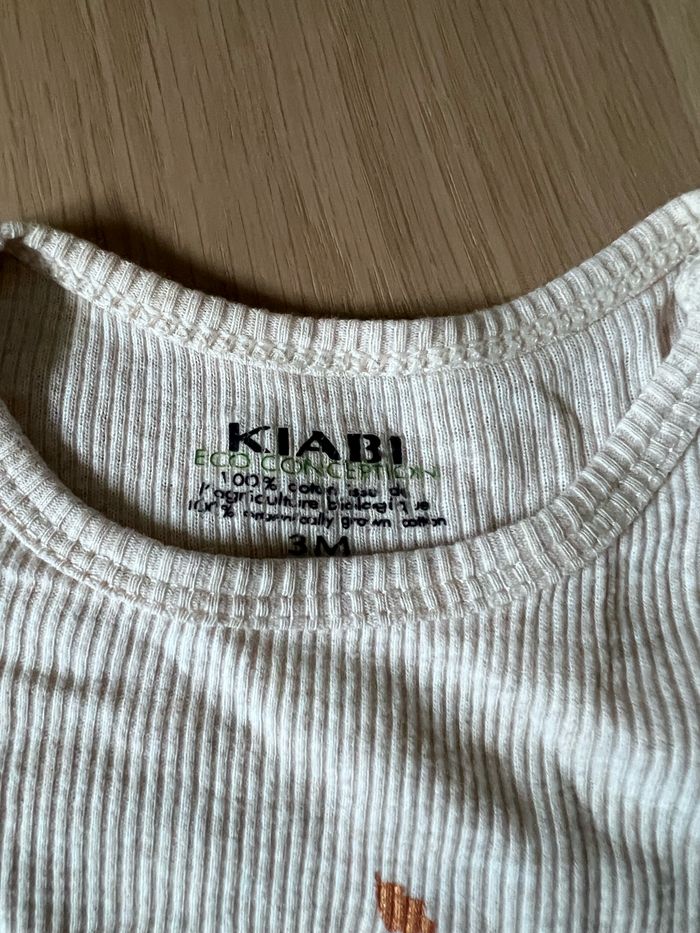 KIABI
ECO CONCEPTION
100% coton issu de
l'agriculture biologique
100% organically grown cotton
3M